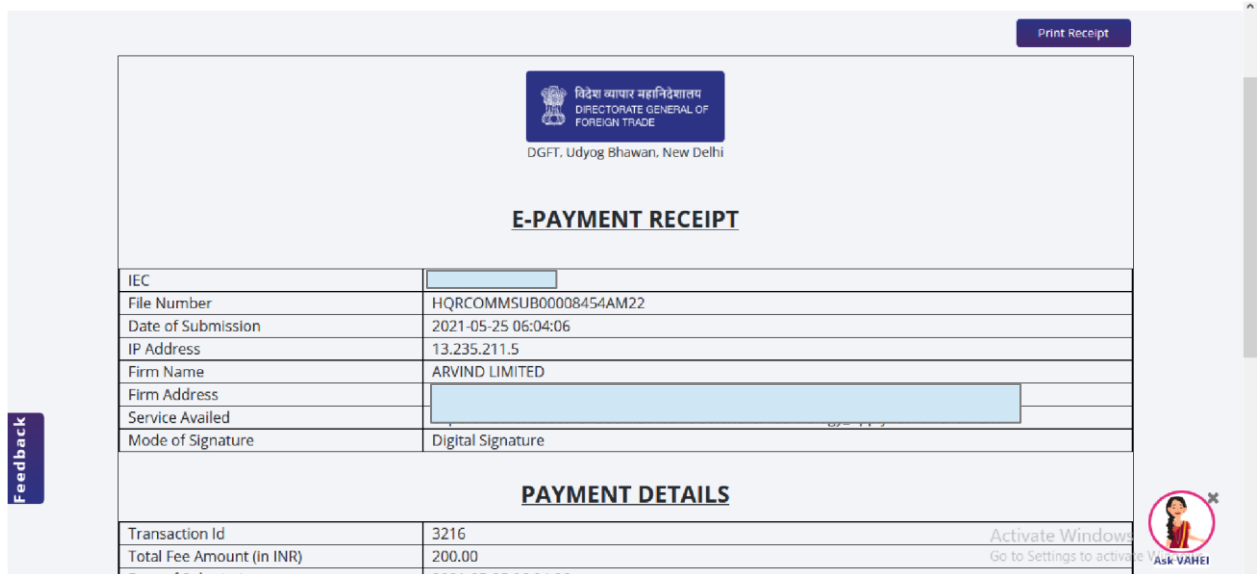 Print Receipt
विदेश व्यापार महानिदेशालय
DIRECTORATE GENERAL OF
FOREIGN TRADE
DGFT, Udyog Bhawan, New Delhi
E-PAYMENT RECEIPT
IEC
File Number HQRCOMMSUB00008454AM22
Date of Submission 2021-05-25 06:04:06
IP Address 13.235.211.5
Firm Name ARVIND LIMITED
Firm Address
Service Availed
Mode of Signature Digital Signature
Feedback
PAYMENT DETAILS
Transaction Id 3216
Total Fee Amount (in INR) 200.00
Activate Windows
Go to Settings to activate
Ask VAHEI